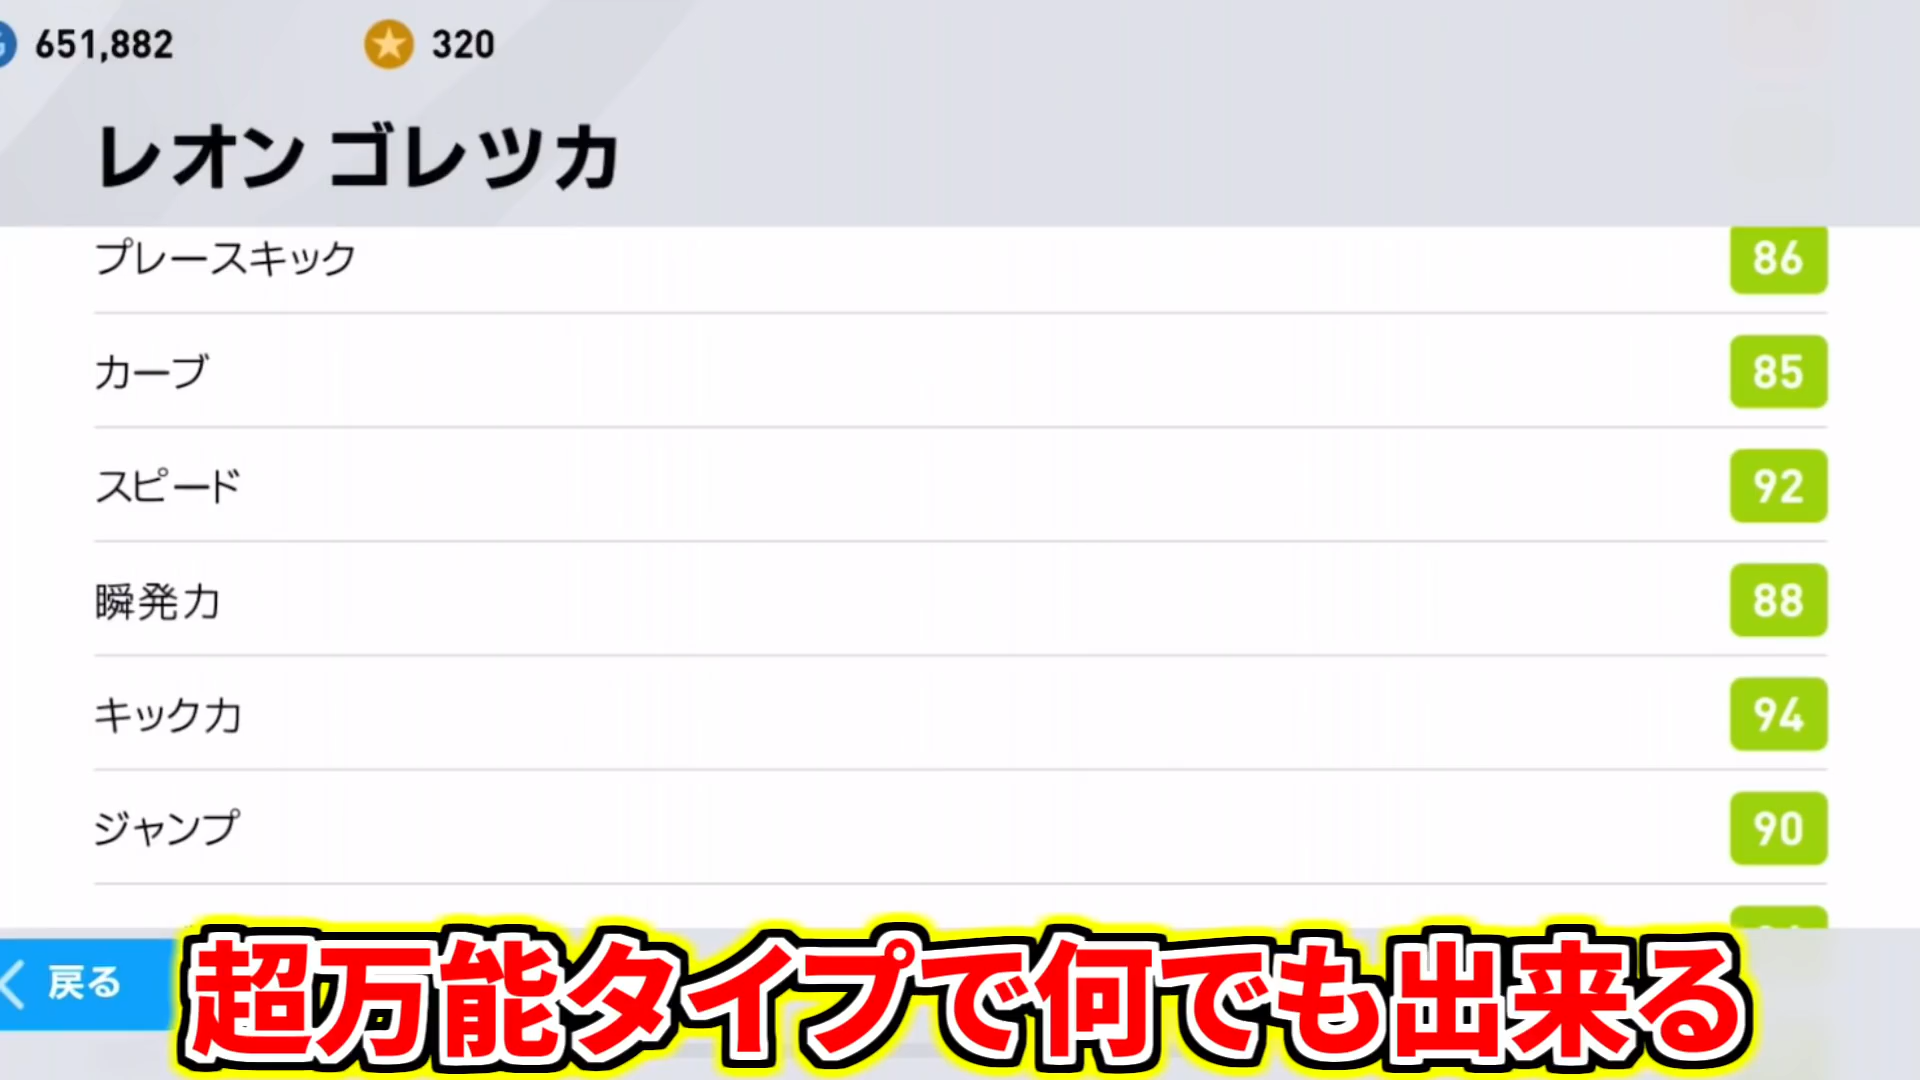 651,882 320
レオン ゴレツカ
プレースキック 86
カーブ 85
スピード 92
瞬発力 88
キック力 94
ジャンプ 90
戻る
超万能タイプで何でも出来る